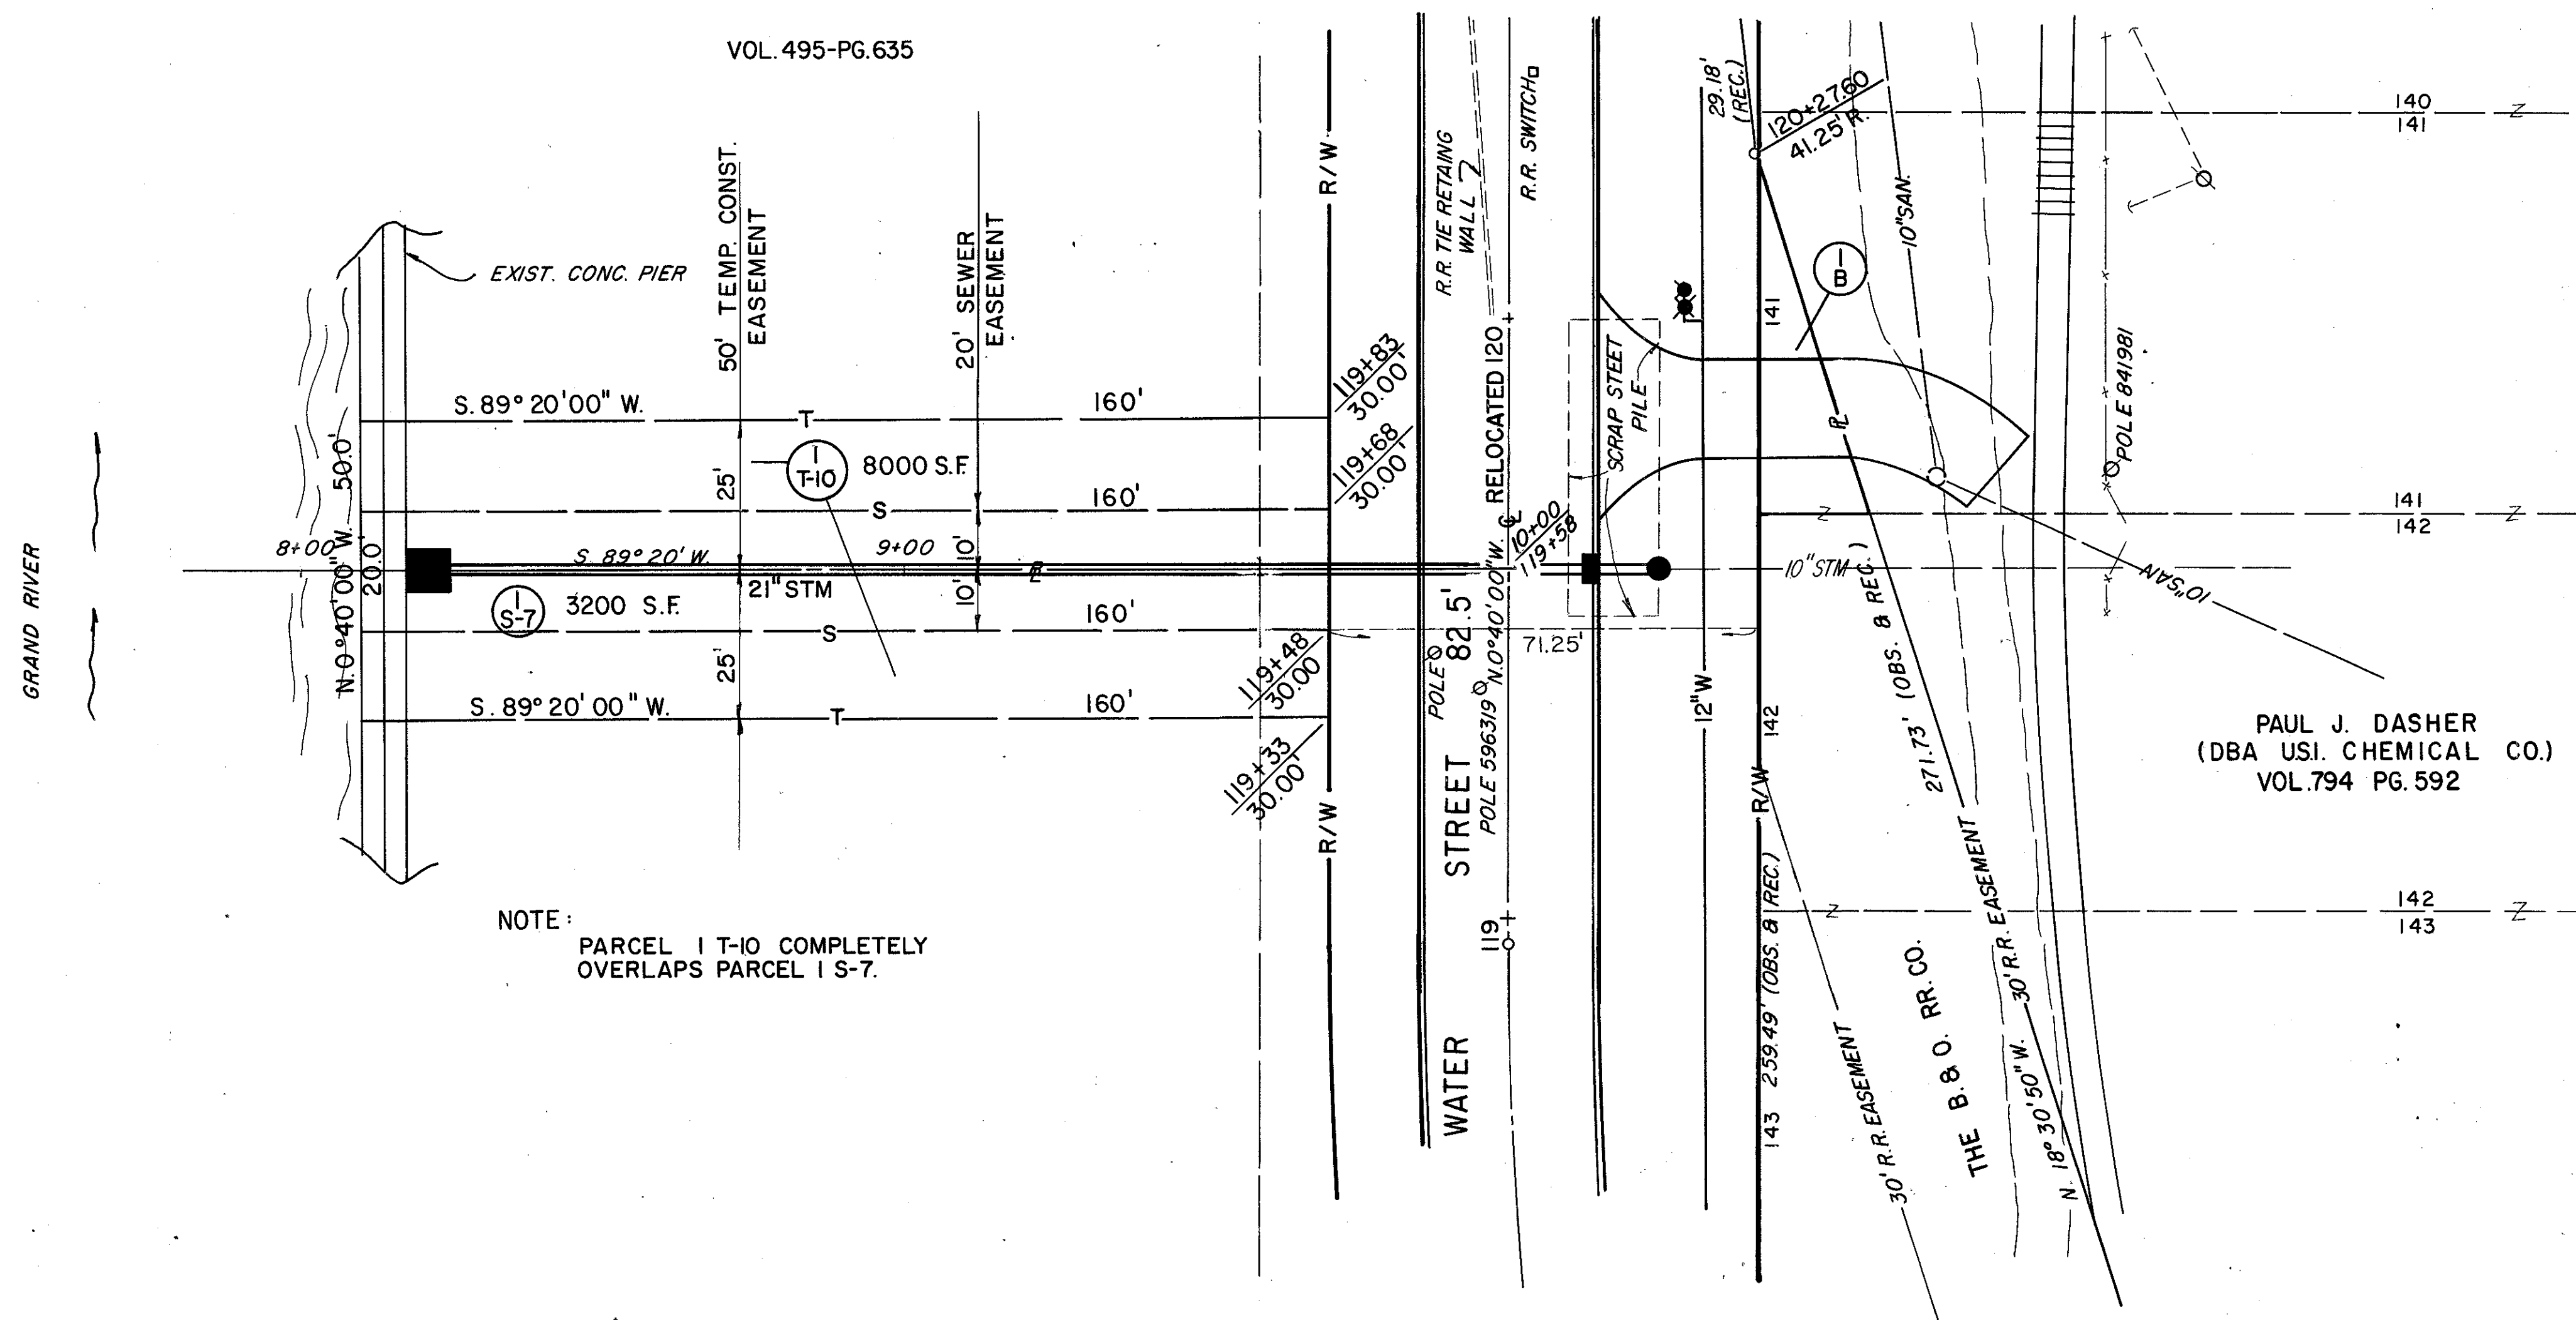 VOL. 495-PG. 635
GRAND RIVER
EXIST. CONC. PIER
50' TEMP. CONST.
EASEMENT
20' SEWER
EASEMENT
S. 89° 20' 00" W.
T
160'
N. 0° 40' 00" W. 50.0'
20.0'
25'
1
T-10
8000 S.F.
S
160'
8+00
S. 89° 20' W.
9+00
10'
21" STM
10'
1
S-7
3200 S.F.
S
160'
25'
S. 89° 20' 00" W.
T
160'
NOTE:
PARCEL 1 T-10 COMPLETELY
OVERLAPS PARCEL 1 S-7.
R/W
119+83
30.00'
119+68
30.00'
119+48
30.00
119+33
30.00'
R/W
R.R. TIE RETAING
WALL
R.R. SWITCH
RELOCATED 120
N. 0° 40' 00" W.
10+00
119+58
POLE
82.5'
POLE 596319
WATER STREET
119
71.25'
SCRAP STEET
PILE
12" W
29.18'
(REC.)
120+27.60
41.25' R.
141
142
R/W
143 259.49' (OBS. & REC.)
1
B
10" SAN.
10" STM
271.73' (OBS. & REC.)
10" SAN
POLE 841981
30' R.R. EASEMENT
30' R.R. EASEMENT
THE B. & O. RR. CO.
N. 18° 30' 50" W.
140
141
141
142
142
143
PAUL J. DASHER
(DBA U.S.I. CHEMICAL CO.)
VOL. 794 PG. 592